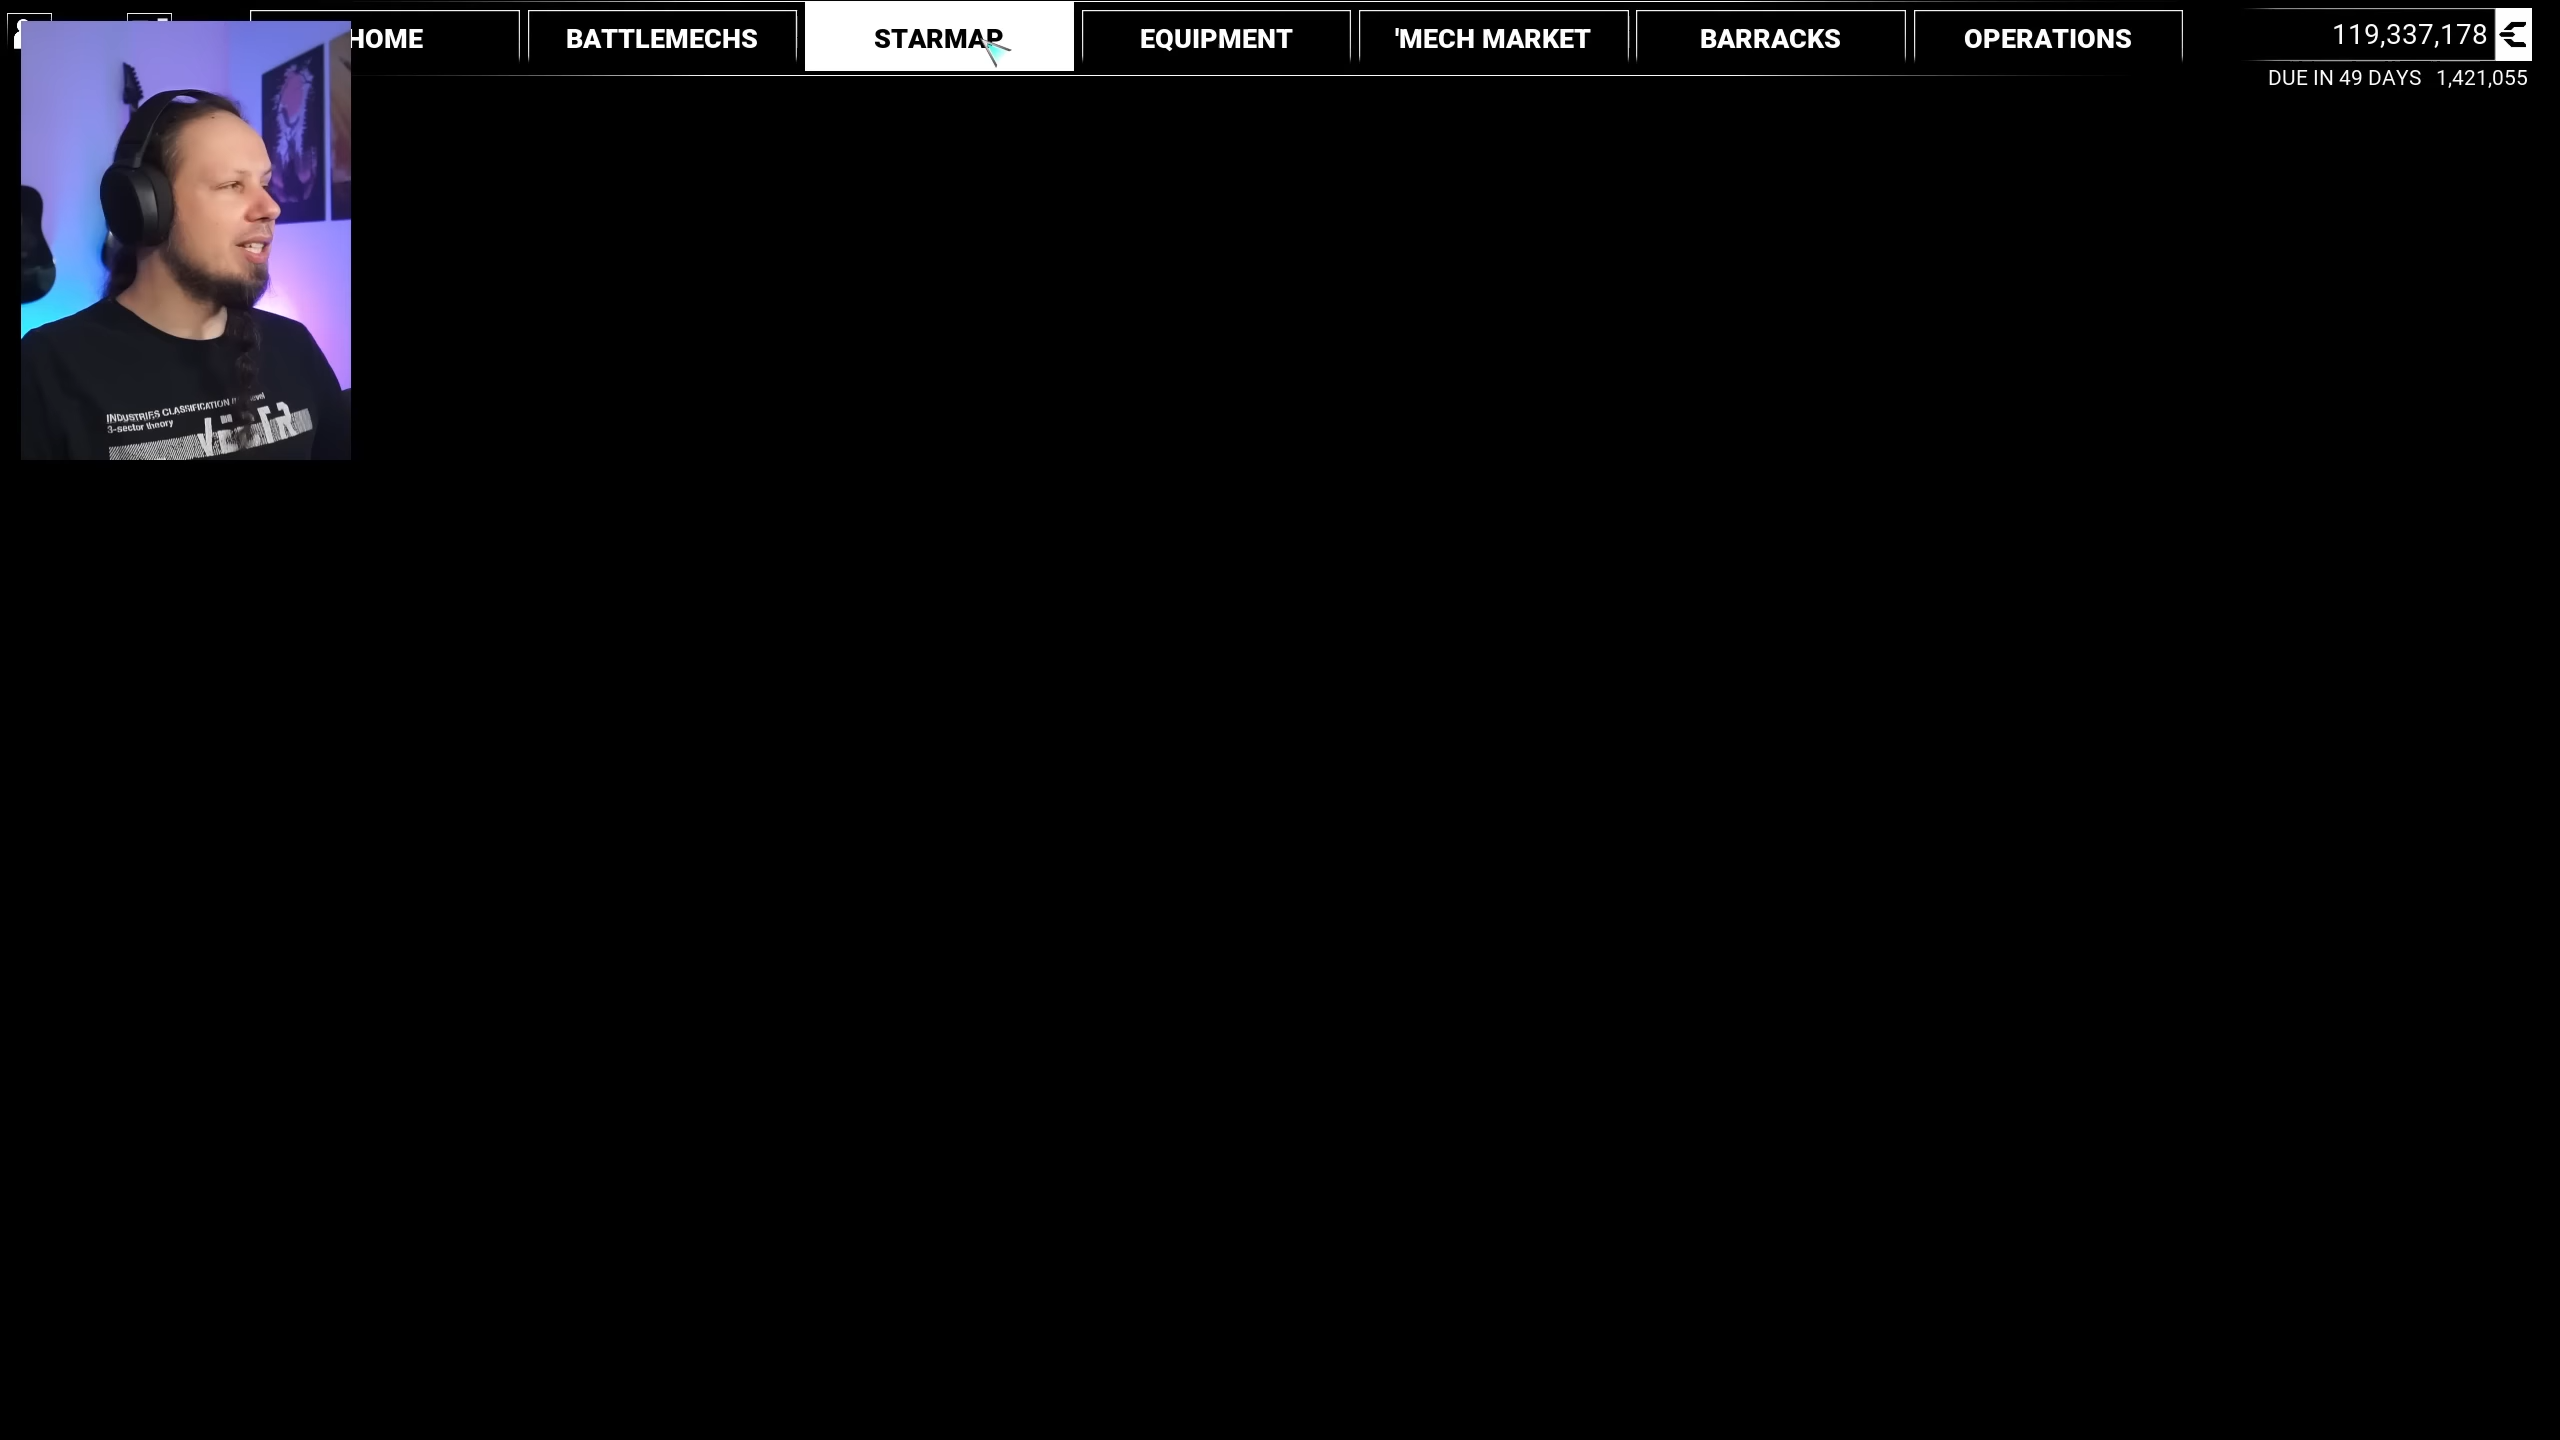 HOME
BATTLEMECHS
STARMAP
EQUIPMENT
'MECH MARKET
BARRACKS
OPERATIONS
119,337,178
DUE IN 49 DAYS 1,421,055
INDUSTRIES CLASSIFICATION
3-sector theory